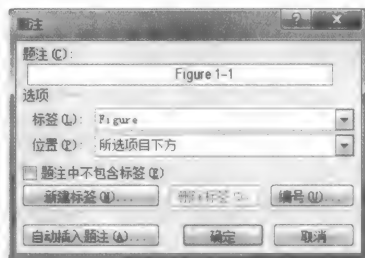 题注
题注(C):
Figure 1-1
选项
标签(L): Figure
位置(P): 所选项目下方
题注中不包含标签(E)
新建标签(N)... 删除标签(D) 编号(U)...
自动插入题注(A)... 确定 取消